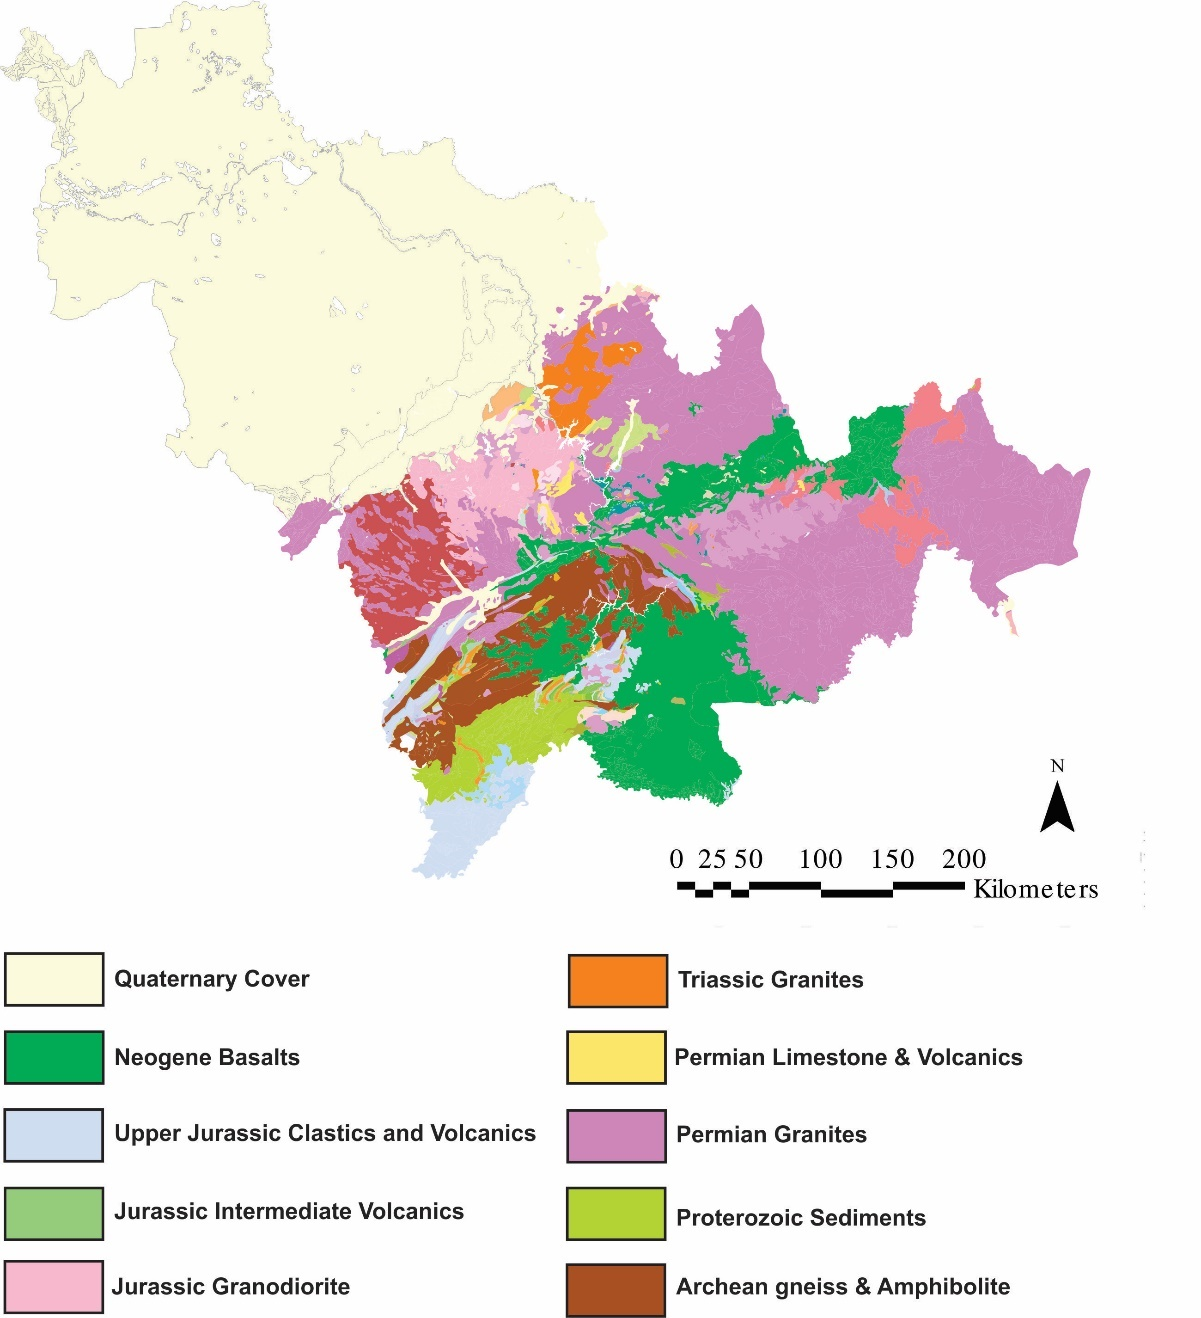 N
0 25 50 100 150 200
Kilometers
Quaternary Cover
Triassic Granites
Neogene Basalts
Permian Limestone & Volcanics
Upper Jurassic Clastics and Volcanics
Permian Granites
Jurassic Intermediate Volcanics
Proterozoic Sediments
Jurassic Granodiorite
Archean gneiss & Amphibolite